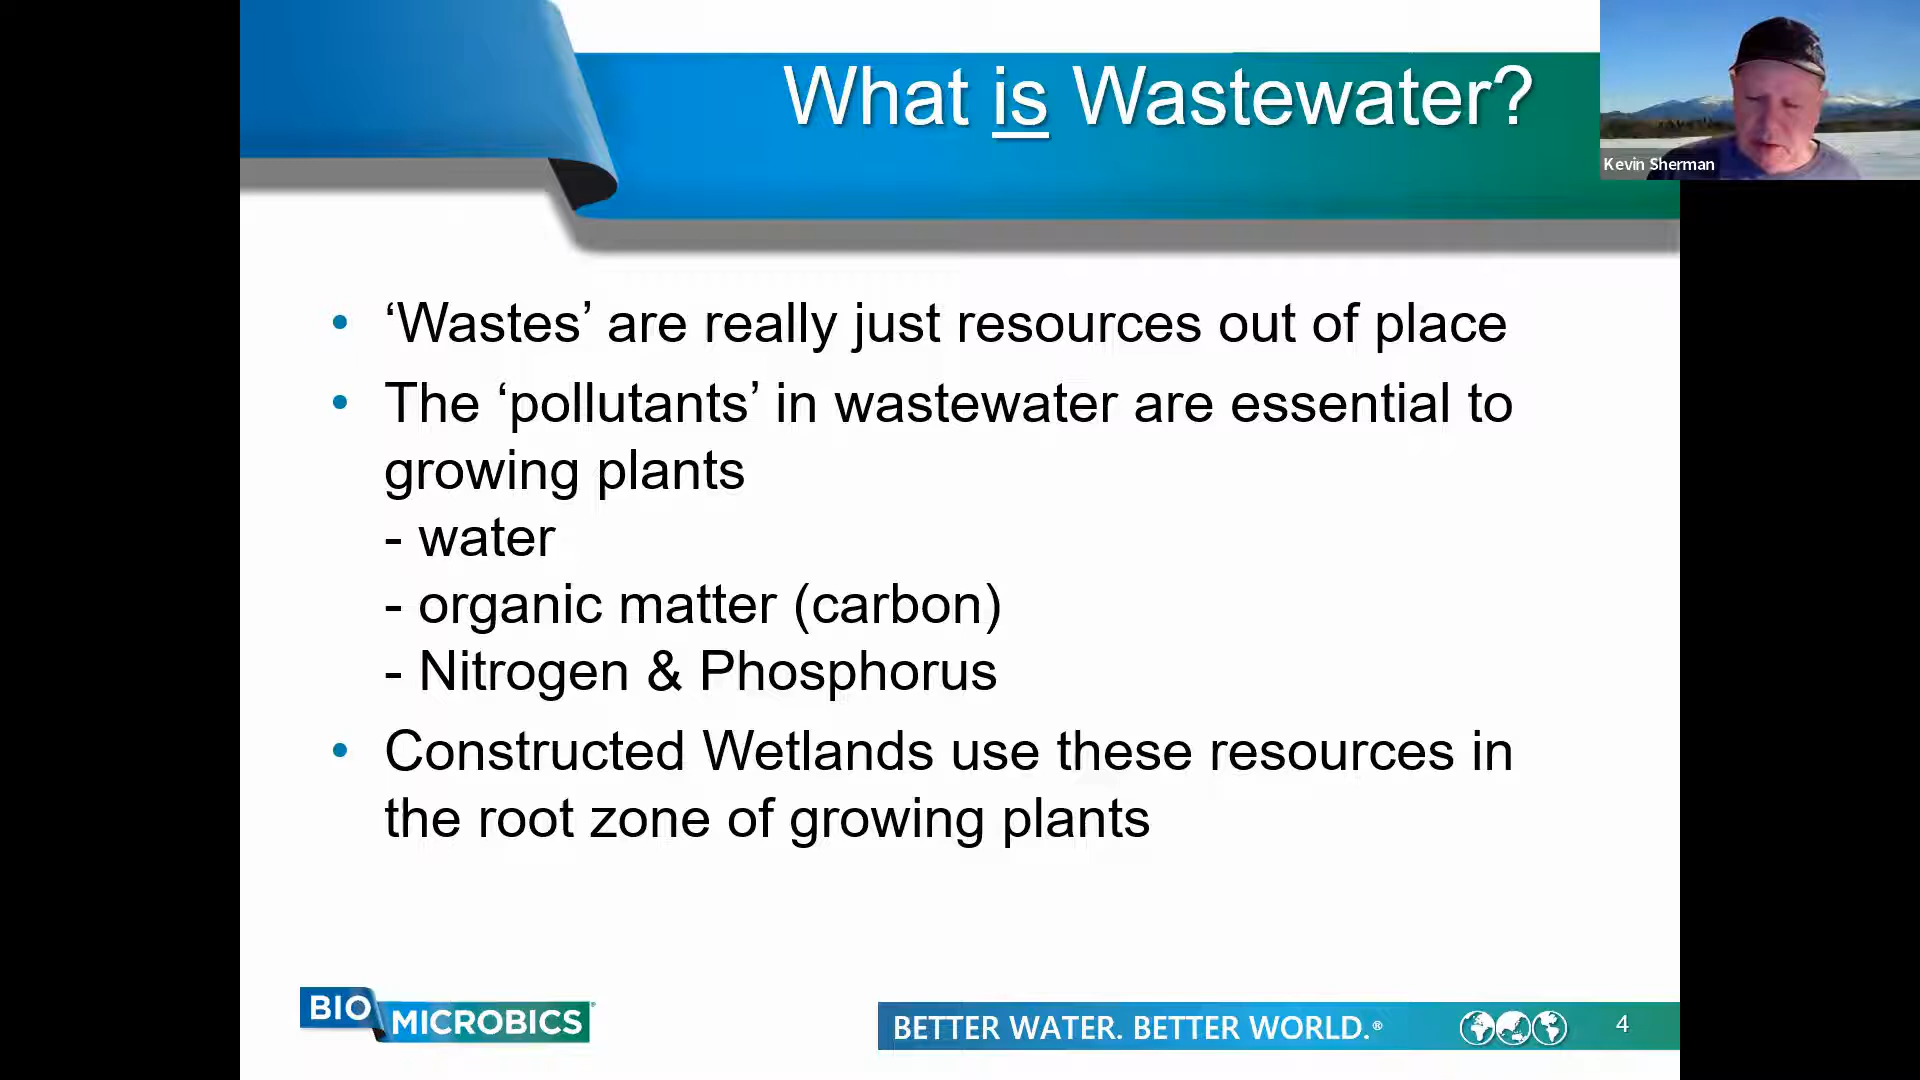 What is Wastewater?
Kevin Sherman
• ‘Wastes’ are really just resources out of place
• The ‘pollutants’ in wastewater are essential to
growing plants
- water
- organic matter (carbon)
- Nitrogen & Phosphorus
• Constructed Wetlands use these resources in
the root zone of growing plants
BIO
MICROBICS®
BETTER WATER. BETTER WORLD.®
4